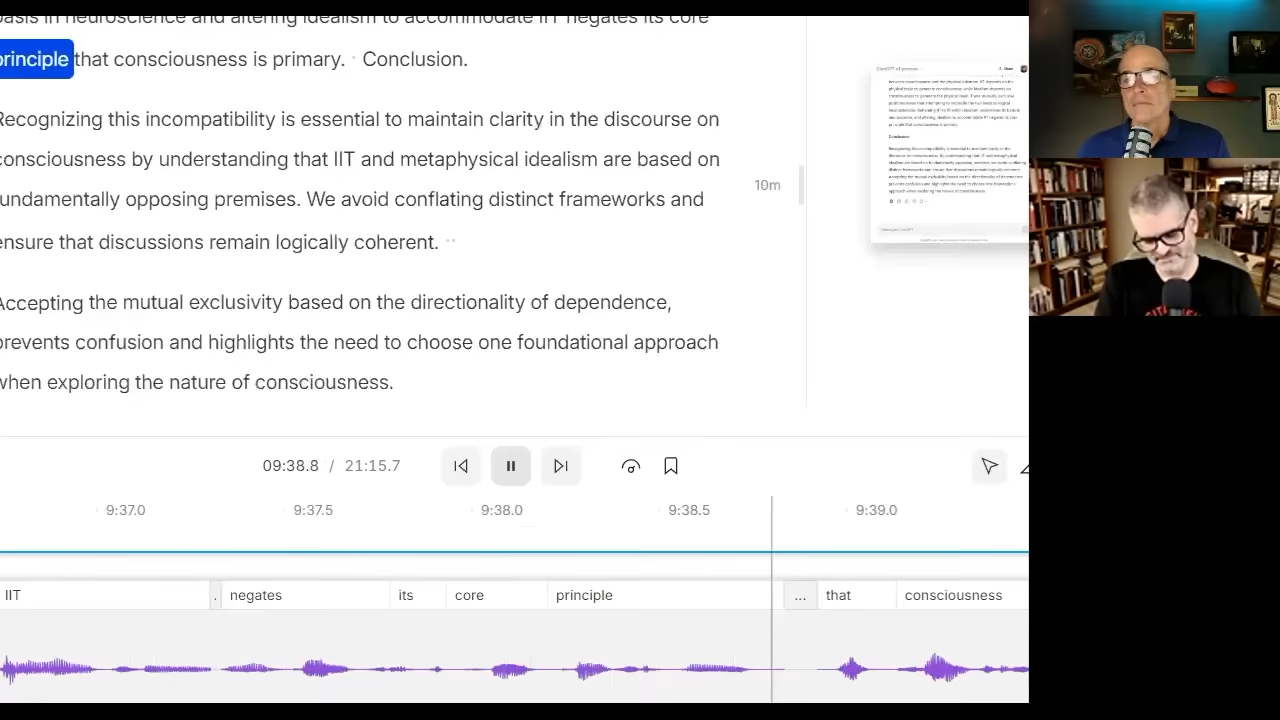 basis in neuroscience and altering idealism to accommodate IIT negates its core
principle that consciousness is primary. Conclusion.
Recognizing this incompatibility is essential to maintain clarity in the discourse on
consciousness by understanding that IIT and metaphysical idealism are based on
fundamentally opposing premises. We avoid conflating distinct frameworks and
ensure that discussions remain logically coherent.
Accepting the mutual exclusivity based on the directionality of dependence,
prevents confusion and highlights the need to choose one foundational approach
when exploring the nature of consciousness.
10m
Share
Conclusion
09:38.8 / 21:15.7
9:37.0 9:37.5 9:38.0 9:38.5 9:39.0
IIT . negates its core principle ... that consciousness